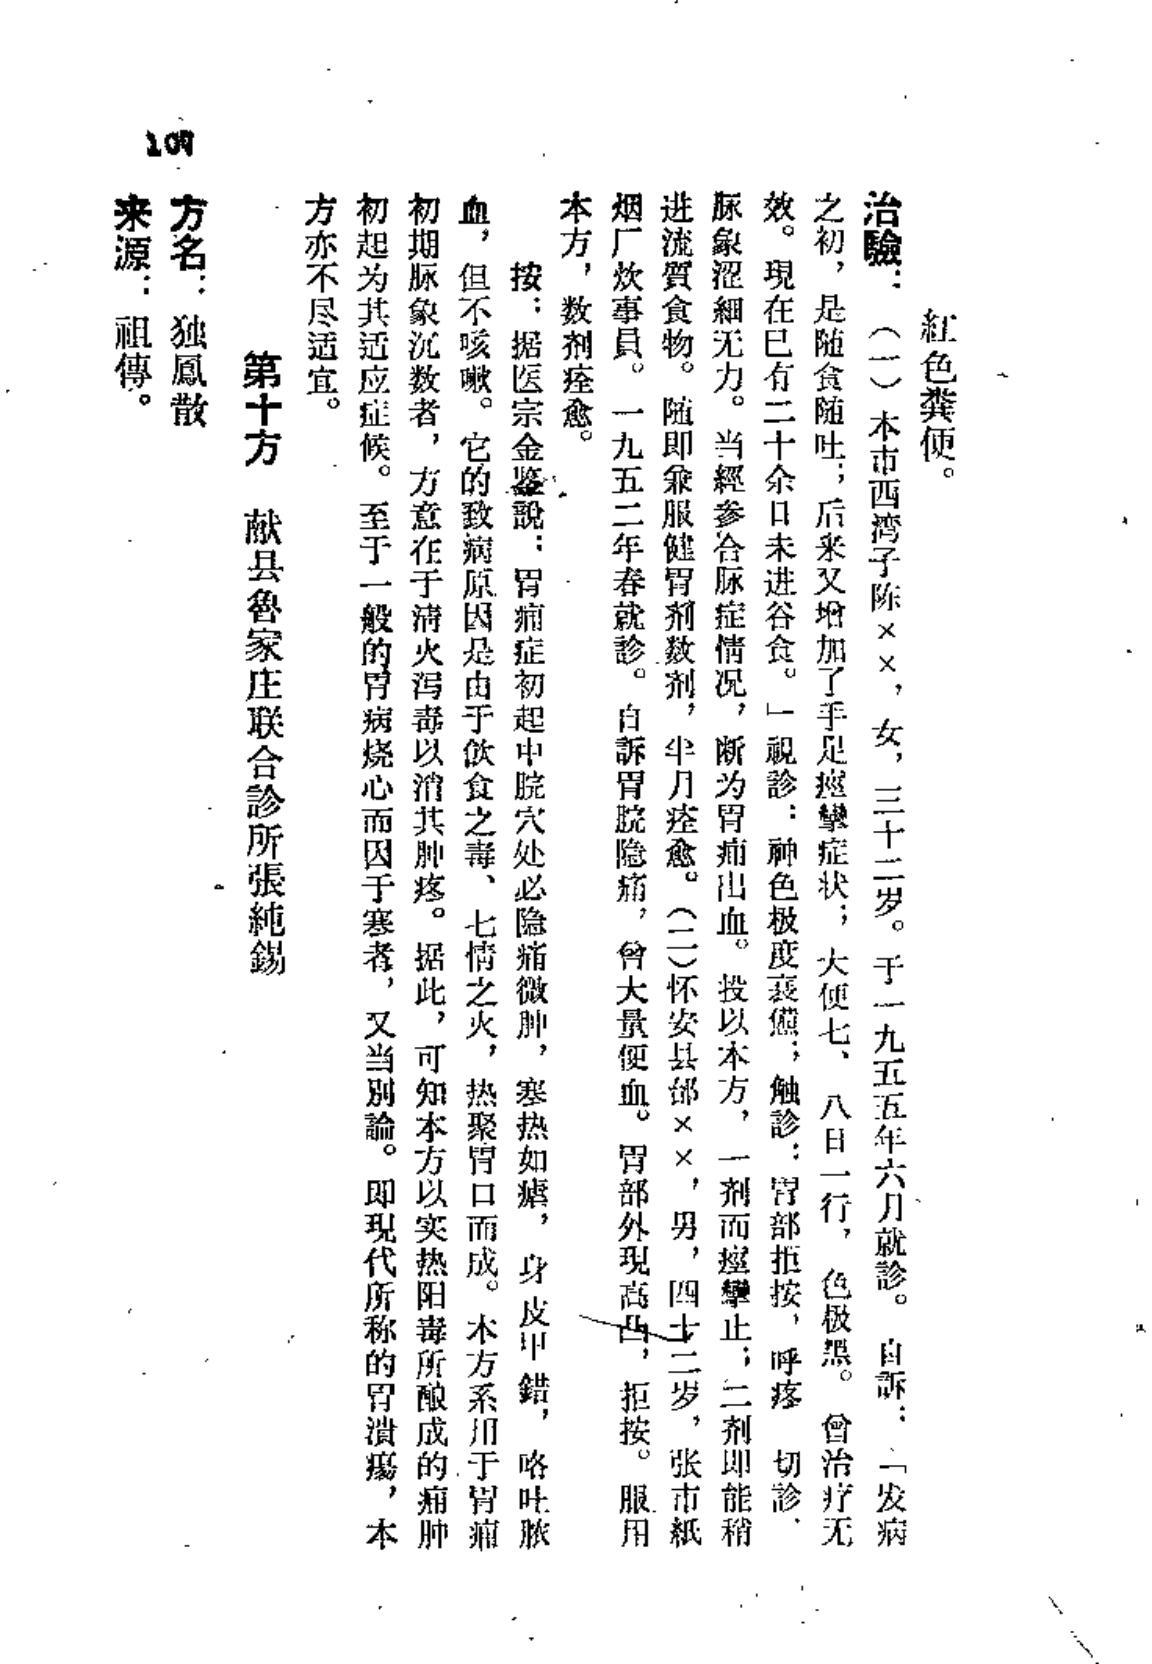 紅色粪便。
治驗：（一）本市西湾子陈××，女，三十二岁。于一九五五年六月就診。自訴：「发病
之初，是随食随吐；后来又增加了手足痙攣症状；大便七、八日一行，色极黑。曾治疗无
效。現在已有二十余日未进谷食。」視診：神色极度衰憊；触診：胃部拒按，呼疼 切診、
脉象涩細无力。当經参合脉症情况，断为胃痈出血。投以本方，一剂而痙攣止；二剂即能稍
进流質食物。随即兼服健胃剂数剂，半月痊愈。（二）怀安县郤××，男，四十二岁，张市紙
烟厂炊事員。一九五二年春就診。自訴胃脘隐痛，曾大量便血。胃部外現高凸，拒按。服用
本方，数剂痊愈。
按：据医宗金鉴說：胃痈症初起中脘穴处必隐痛微肿，寒热如瘧，身皮甲錯，咯吐脓
血，但不咳嗽。它的致病原因是由于飲食之毒、七情之火，热聚胃口而成。本方系用于胃痈
初期脉象沉数者，方意在于清火泻毒以消其肿疼。据此，可知本方以实热阳毒所酿成的痈肿
初起为其适应症候。至于一般的胃病烧心而因于寒者，又当別論。即現代所称的胃潰瘍，本
方亦不尽适宜。
第十方 献县魯家庄联合診所張純錫
方名：独鳳散
来源：祖傳。
109